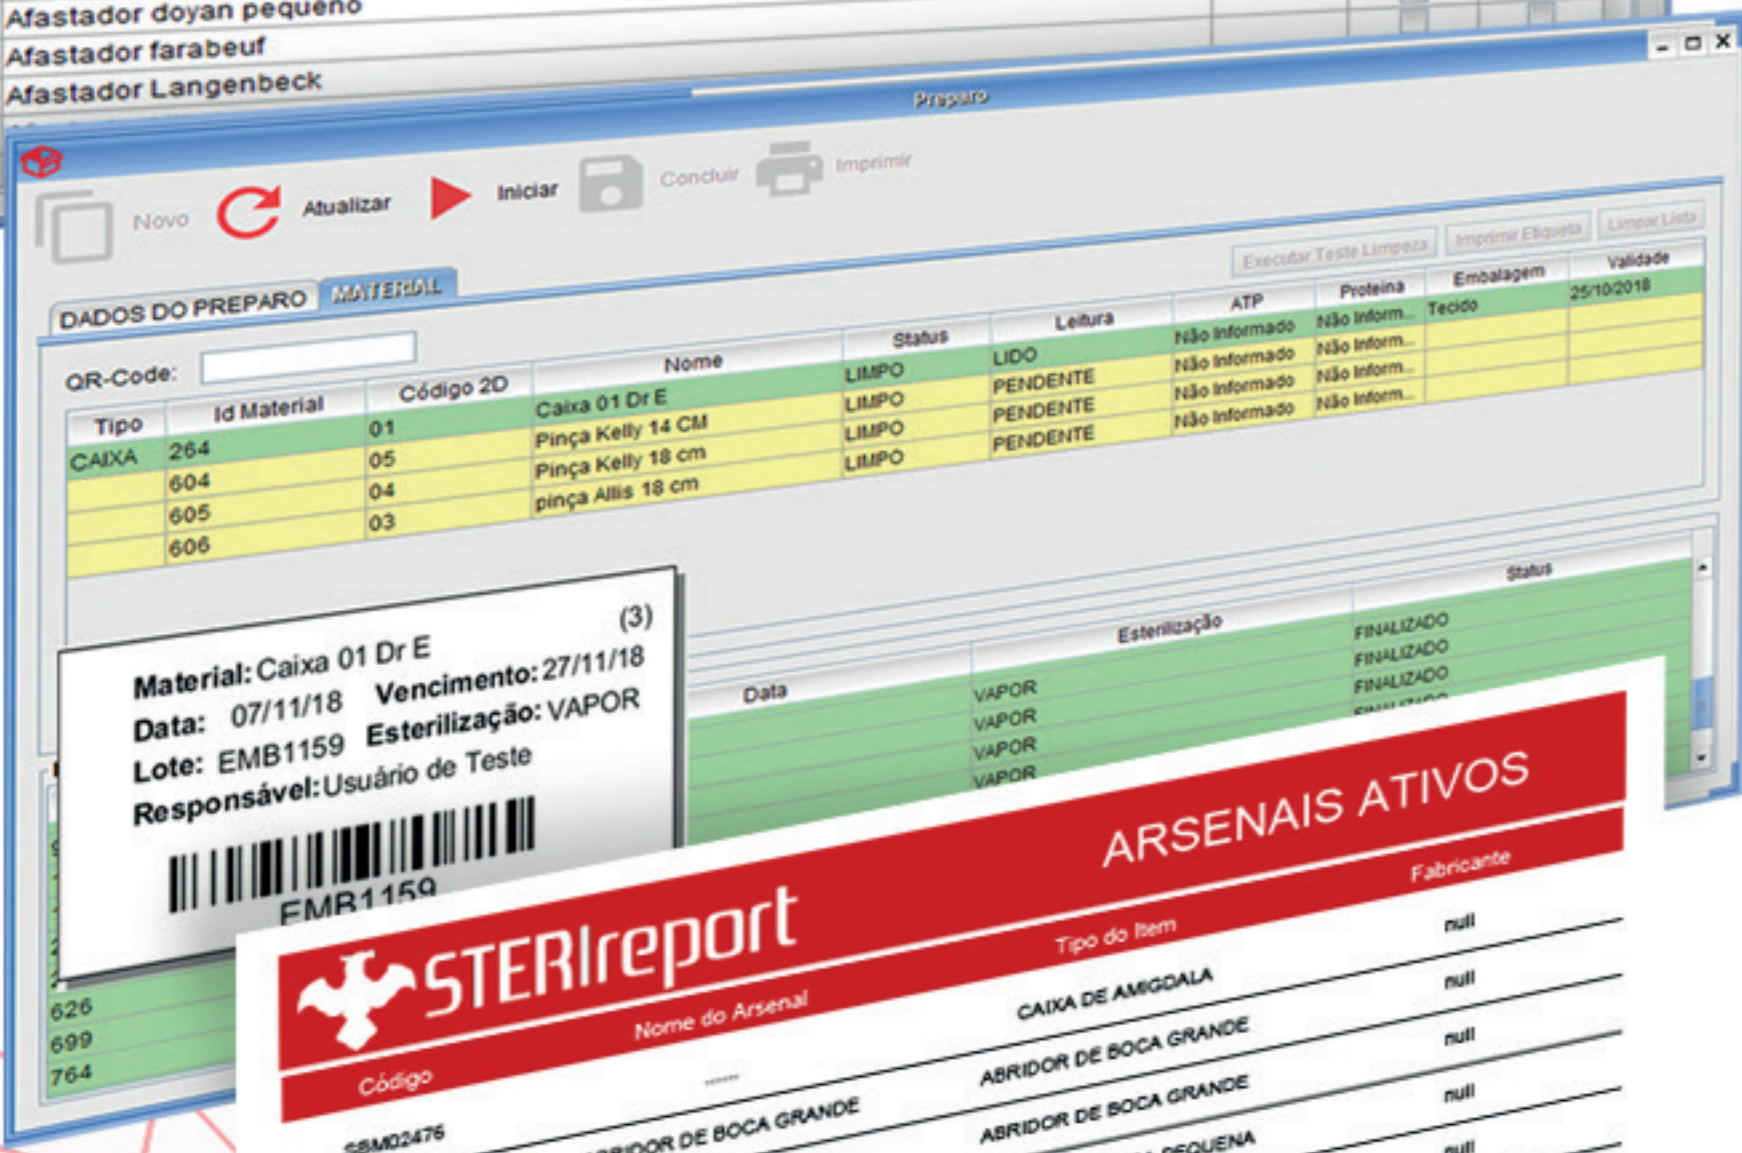 Afastador doyan pequeno
Afastador farabeuf
Afastador Langenbeck
Preparo
Novo Atualizar Iniciar Concluir Imprimir
Executar Teste Limpeza Imprimir Etiqueta Limpar Lista
DADOS DO PREPARO MATERIAL
QR-Code:
Tipo Id Material Código 2D Nome Status Leitura ATP Proteina Embalagem Validade
CAIXA 264 01 Caixa 01 Dr E LIMPO LIDO Não Informado Não Inform... Tecido 25/10/2018
604 05 Pinça Kelly 14 CM LIMPO PENDENTE Não Informado Não Inform...
605 04 Pinça Kelly 18 cm LIMPO PENDENTE Não Informado Não Inform...
606 03 pinça Allis 18 cm LIMPO PENDENTE Não Informado Não Inform...
Data Esterilização Status
VAPOR FINALIZADO
VAPOR FINALIZADO
VAPOR FINALIZADO
VAPOR FINALIZADO
626
699
764
(3)
Material: Caixa 01 Dr E
Data: 07/11/18 Vencimento: 27/11/18
Lote: EMB1159 Esterilização: VAPOR
Responsável: Usuário de Teste
EMB1159
STERIreport ARSENAIS ATIVOS
Código Nome do Arsenal Tipo do Item Fabricante
SBM02476 ...... CAIXA DE AMIGDALA null
BRIDOR DE BOCA GRANDE ABRIDOR DE BOCA GRANDE null
ABRIDOR DE BOCA GRANDE null
PEQUENA null
null